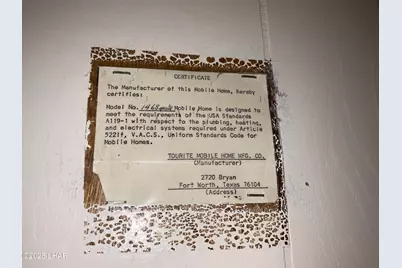 CERTIFICATE
The Manufacturer of this Mobile Home, hereby
certifies:
Model No. 1468 Mobile Home is designed to
meet the requirements of the USA Standards
A119-1 with respect to the plumbing, heating,
and electrical systems required under Article
5221f, V.A.C.S., Uniform Standards Code for
Mobile Homes.
TOURITE MOBILE HOME MFG. CO.
(Manufacturer)
2720 Bryan
Fort Worth, Texas 76104
(Address)